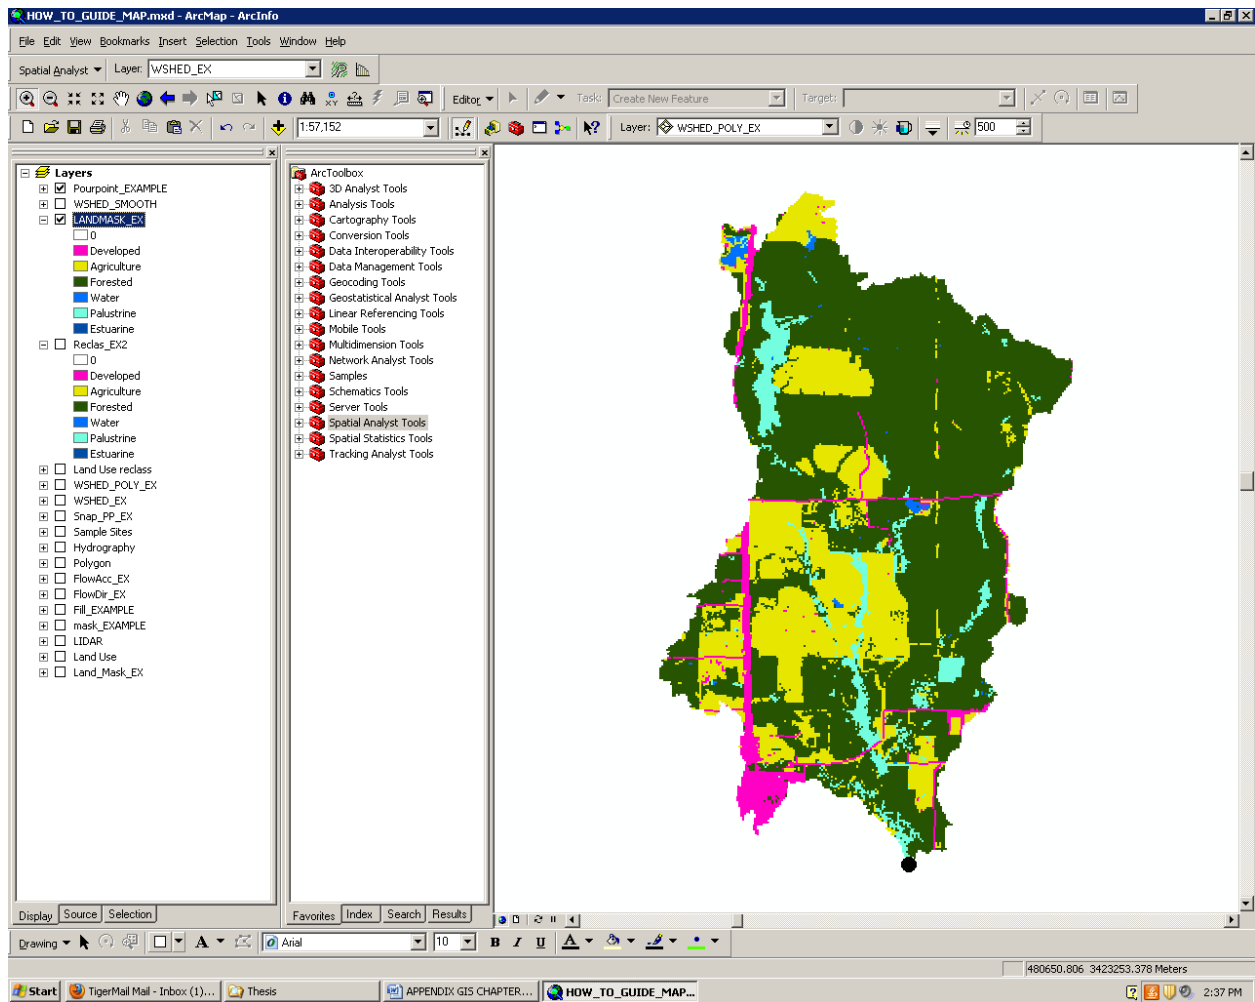 HOW_TO_GUIDE_MAP.mxd - ArcMap - ArcInfo
File Edit View Bookmarks Insert Selection Tools Window Help
Spatial Analyst Layer: WSHED_EX
Editor Task: Create New Feature Target:
1:57,152 Layer: WSHED_POLY_EX 500
Layers
Pourpoint_EXAMPLE
WSHED_SMOOTH
LANDMASK_EX
0
Developed
Agriculture
Forested
Water
Palustrine
Estuarine
Reclas_EX2
0
Developed
Agriculture
Forested
Water
Palustrine
Estuarine
Land Use reclass
WSHED_POLY_EX
WSHED_EX
Snap_PP_EX
Sample Sites
Hydrography
Polygon
FlowAcc_EX
FlowDir_EX
Fill_EXAMPLE
mask_EXAMPLE
LIDAR
Land Use
Land_Mask_EX
Display Source Selection
ArcToolbox
3D Analyst Tools
Analysis Tools
Cartography Tools
Conversion Tools
Data Interoperability Tools
Data Management Tools
Geocoding Tools
Geostatistical Analyst Tools
Linear Referencing Tools
Mobile Tools
Multidimension Tools
Network Analyst Tools
Samples
Schematics Tools
Server Tools
Spatial Analyst Tools
Spatial Statistics Tools
Tracking Analyst Tools
Favorites Index Search Results
Drawing A Arial 10 B I U A
480650.806 3423253.378 Meters
Start TigerMail Mail - Inbox (1)... Thesis APPENDIX GIS CHAPTER... HOW_TO_GUIDE_MAP... 2:37 PM